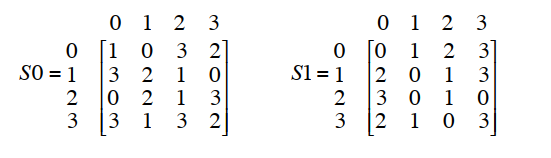 0 1 2 3 0 1 2 3
0 [1 0 3 2] 0 [0 1 2 3]
S0 = 1 [3 2 1 0] S1 = 1 [2 0 1 3]
2 [0 2 1 3] 2 [3 0 1 0]
3 [3 1 3 2] 3 [2 1 0 3]